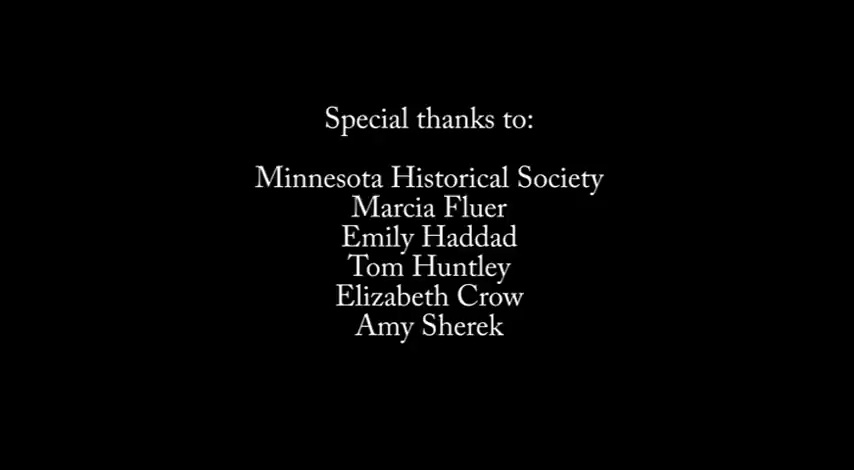 Special thanks to:
Minnesota Historical Society
Marcia Fluer
Emily Haddad
Tom Huntley
Elizabeth Crow
Amy Sherek